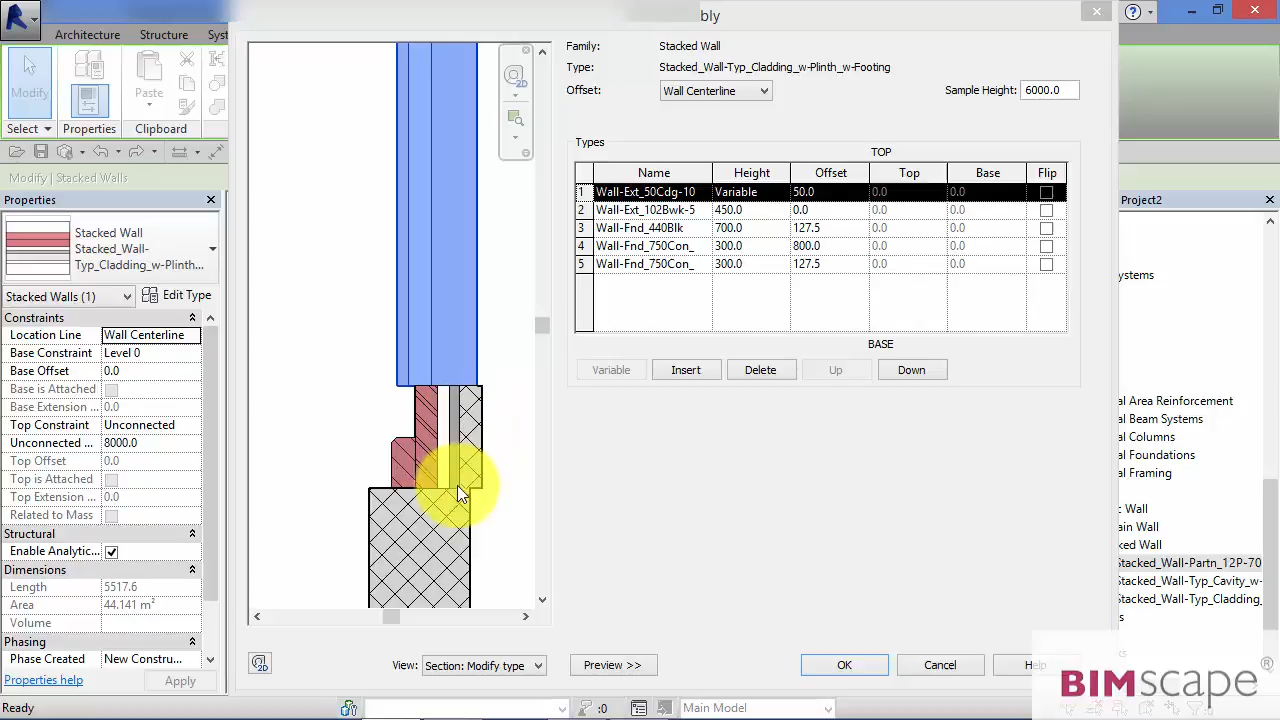 bly
Architecture
Structure
Sys
Modify
Paste
Select
Properties
Clipboard
Modify | Stacked Walls
Properties
Stacked Wall
Stacked_Wall-
Typ_Cladding_w-Plinth...
Stacked Walls (1)
Edit Type
Constraints
Location Line Wall Centerline
Base Constraint Level 0
Base Offset 0.0
Base is Attached
Base Extension ... 0.0
Top Constraint Unconnected
Unconnected ... 8000.0
Top Offset 0.0
Top is Attached
Top Extension ... 0.0
Related to Mass
Structural
Enable Analytic...
Dimensions
Length 5517.6
Area 44.141 m²
Volume
Phasing
Phase Created New Constru...
Properties help
Apply
Ready
2D
Family: Stacked Wall
Type: Stacked_Wall-Typ_Cladding_w-Plinth_w-Footing
Offset: Wall Centerline
Sample Height: 6000.0
Types
TOP
Name Height Offset Top Base Flip
1 Wall-Ext_50Cdg-10 Variable 50.0 0.0 0.0
2 Wall-Ext_102Bwk-5 450.0 0.0 0.0 0.0
3 Wall-Fnd_440Blk 700.0 127.5 0.0 0.0
4 Wall-Fnd_750Con_ 300.0 800.0 0.0 0.0
5 Wall-Fnd_750Con_ 300.0 127.5 0.0 0.0
BASE
Variable
Insert
Delete
Up
Down
View: Section: Modify type
Preview >>
OK
Cancel
Help
:0
Main Model
Project2
ystems
al Area Reinforcement
al Beam Systems
al Columns
al Foundations
al Framing
t Wall
ain Wall
ked Wall
Stacked_Wall-Partn_12P-70
Stacked_Wall-Typ_Cavity_w-
Stacked_Wall-Typ_Cladding_
s
ks
BIMscape®